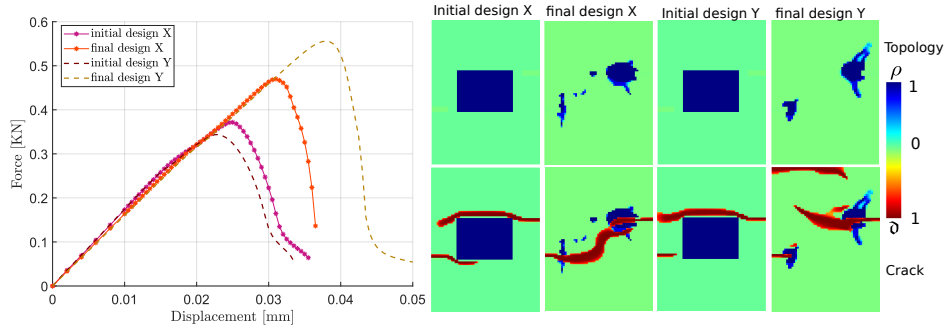 Initial design X
final design X
Initial design Y
final design Y
0.6
0.5
0.4
0.3
0.2
0.1
0
Force [KN]
initial design X
final design X
initial design Y
final design Y
0
0.01
0.02
0.03
0.04
0.05
Displacement [mm]
Topology
ρ
1
0
1
𝔡
Crack